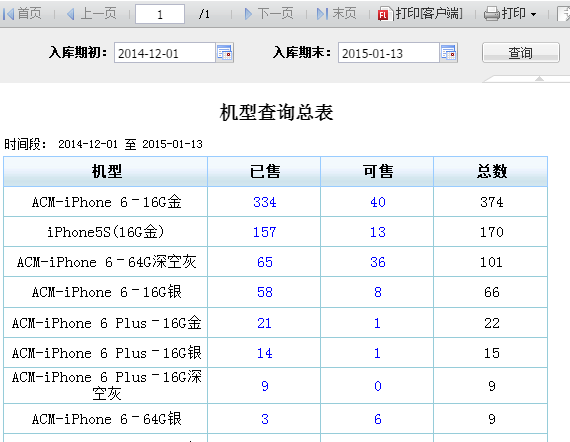 首页 上一页 1 /1 下一页 末页 打印[客户端] 打印
入库期初: 2014-12-01 入库期末: 2015-01-13 查询
机型查询总表
时间段: 2014-12-01 至 2015-01-13
机型 已售 可售 总数
ACM-iPhone 6-16G金 334 40 374
iPhone5S(16G金) 157 13 170
ACM-iPhone 6-64G深空灰 65 36 101
ACM-iPhone 6-16G银 58 8 66
ACM-iPhone 6 Plus-16G金 21 1 22
ACM-iPhone 6 Plus-16G银 14 1 15
ACM-iPhone 6 Plus-16G深
空灰 9 0 9
ACM-iPhone 6-64G银 3 6 9